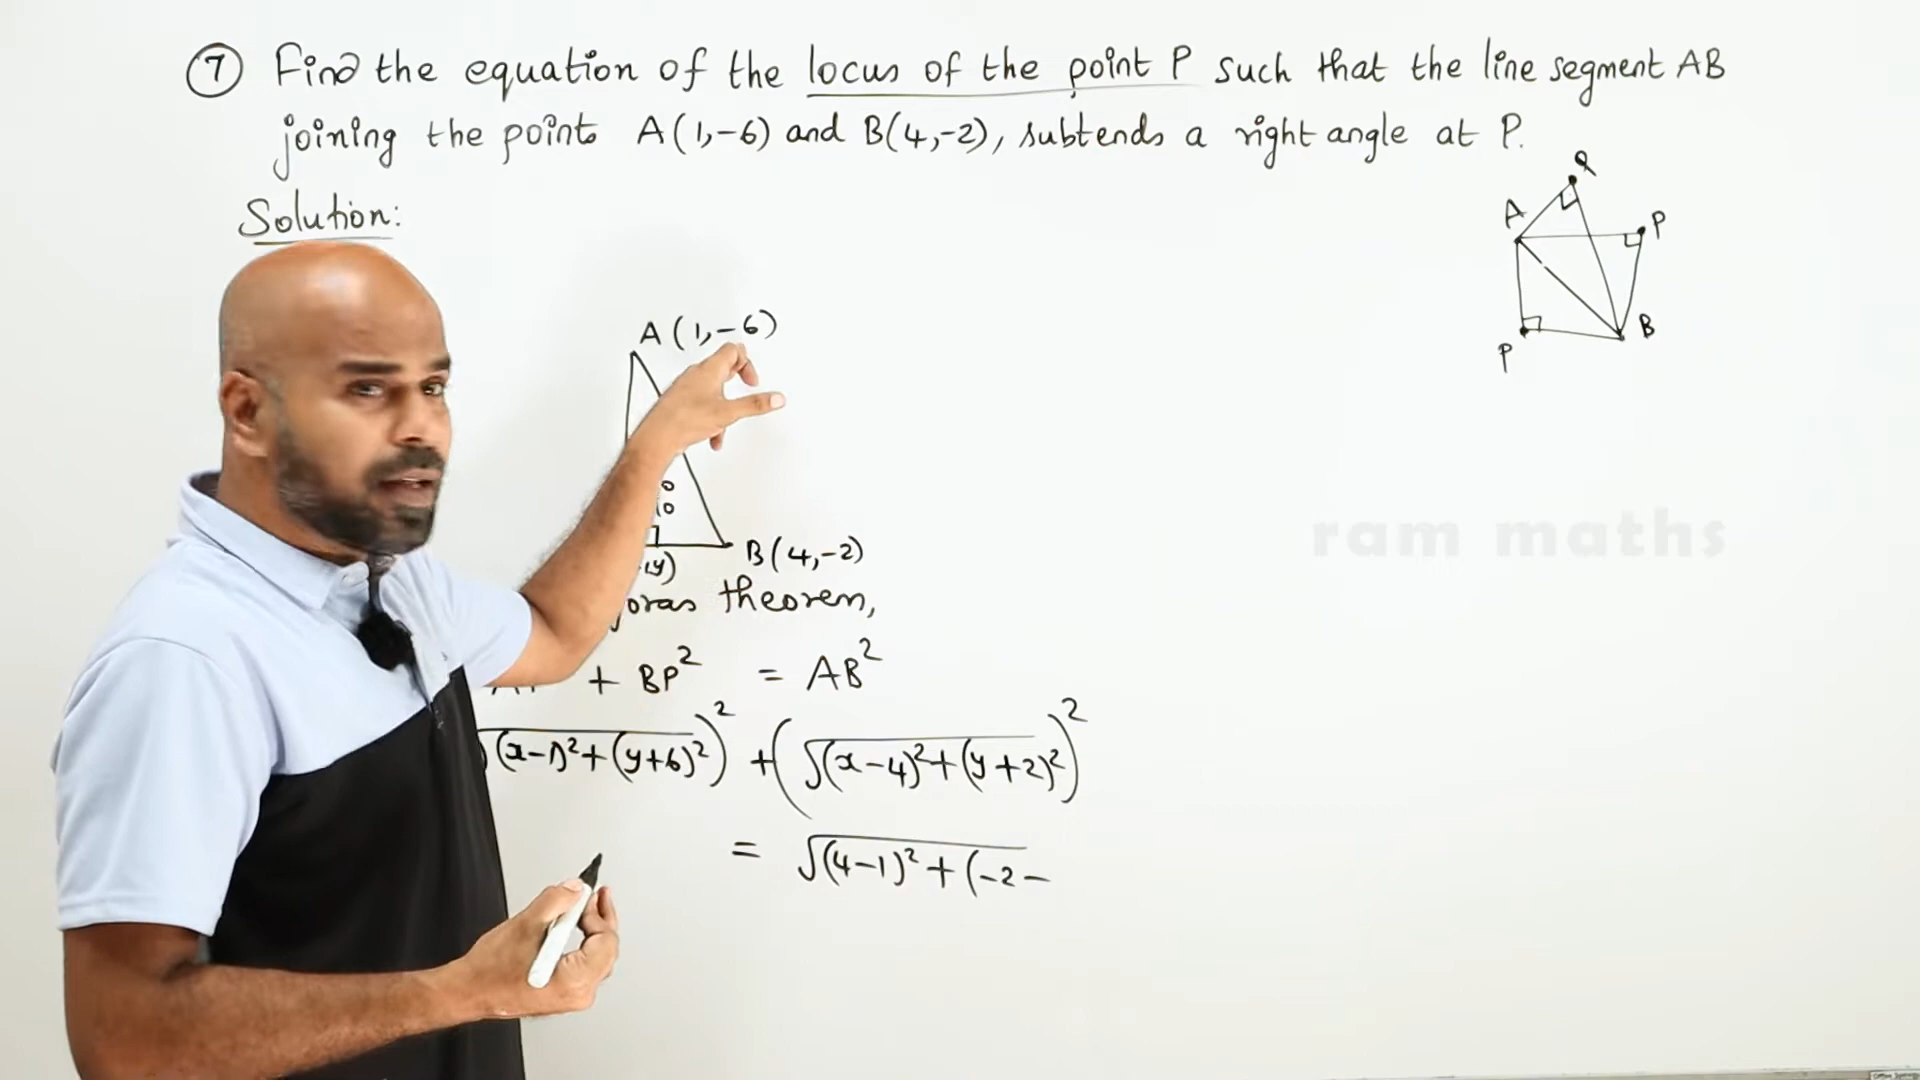 7 Find the equation of the locus of the point P such that the line segment AB
joining the points A(1,-6) and B(4,-2), subtends a right angle at P.
Solution:
P
A
P
B
P
A(1,-6)
B(4,-2)
,y)
theorem,
+ BP² = AB²
√(x-1)²+(y+6)²)² + (√(x-4)²+(y+2)²)²
= √(4-1)²+(-2-
ram maths